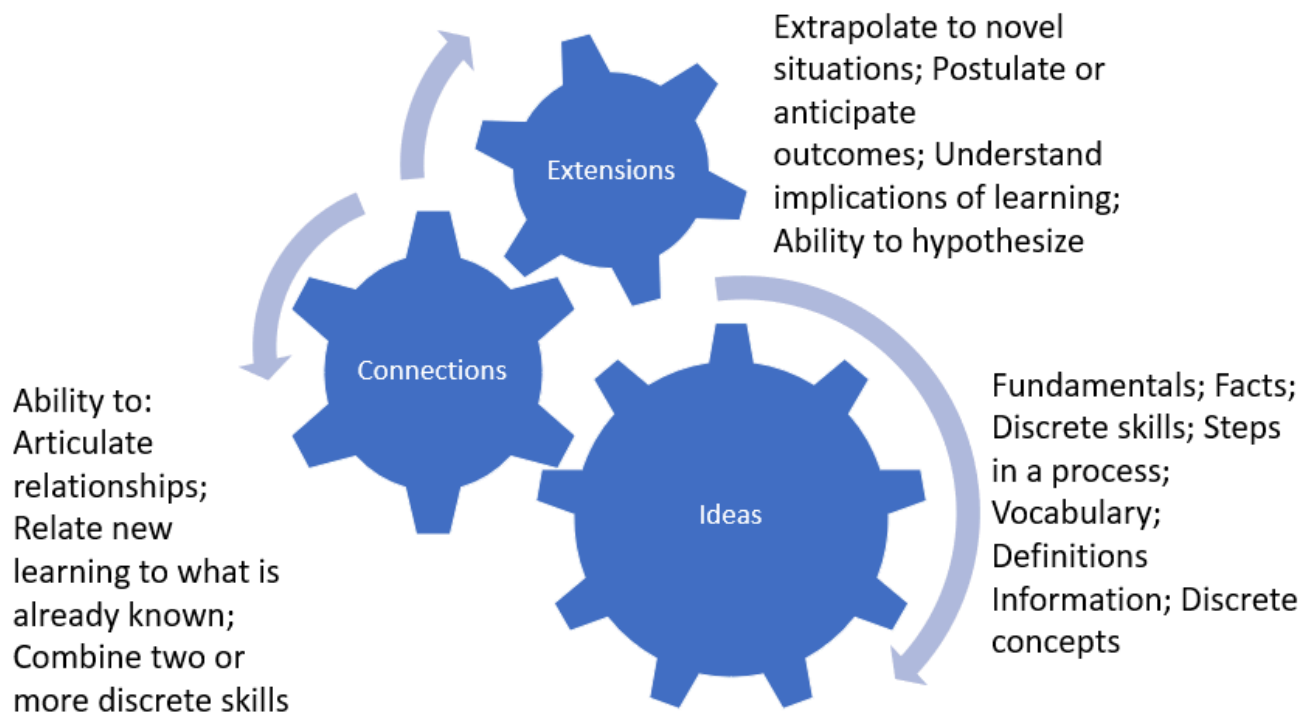 Extrapolate to novel
situations; Postulate or
anticipate
outcomes; Understand
implications of learning;
Ability to hypothesize
Extensions
Connections
Ability to:
Articulate
relationships;
Relate new
learning to what is
already known;
Combine two or
more discrete skills
Ideas
Fundamentals; Facts;
Discrete skills; Steps
in a process;
Vocabulary;
Definitions
Information; Discrete
concepts